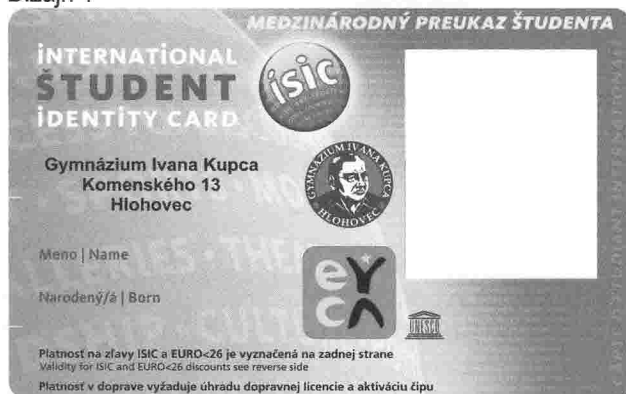 MEDZINÁRODNÝ PREUKAZ ŠTUDENTA
iNTERNATiONAL
ŠTUDENT
iDENTiTY CARD
isic
Gymnázium Ivana Kupca
Komenského 13
Hlohovec
GYMNÁZIUM IVANA KUPCA
HLOHOVEC
Meno | Name
Narodený/á | Born
eyca
UNESCO
Platnosť na zľavy ISIC a EURO<26 je vyznačená na zadnej strane
Validity for ISIC and EURO<26 discounts see reverse side
Platnosť v doprave vyžaduje úhradu dopravnej licencie a aktiváciu čipu